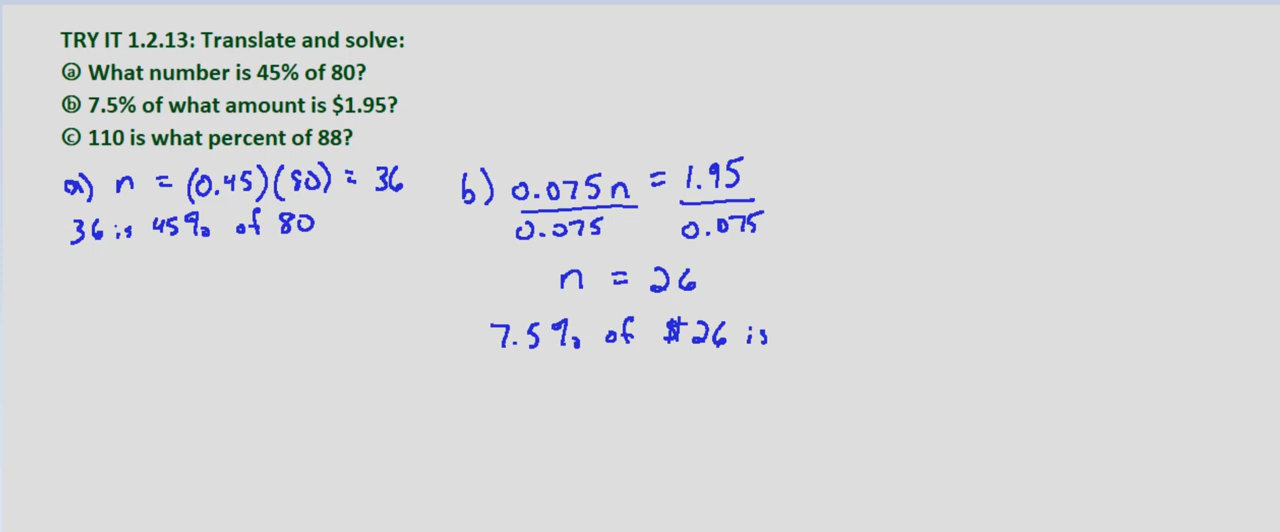 TRY IT 1.2.13: Translate and solve:
ⓐ What number is 45% of 80?
ⓑ 7.5% of what amount is $1.95?
ⓒ 110 is what percent of 88?
a) n = (0.45)(80) = 36
36 is 45% of 80
b) 0.075n = 1.95
0.075 0.075
n = 26
7.5% of $26 is